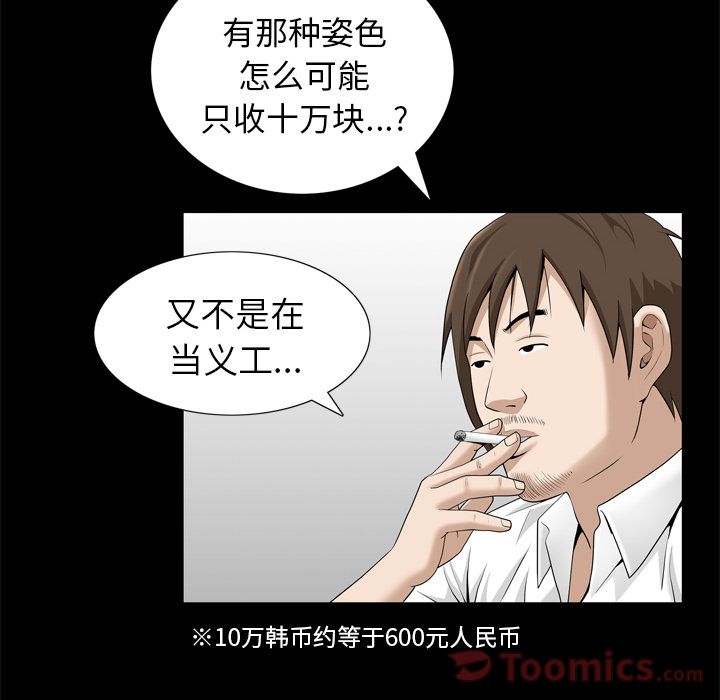 有那种姿色
怎么可能
只收十万块...?
又不是在
当义工...
※10万韩币约等于600元人民币
Toomics.com